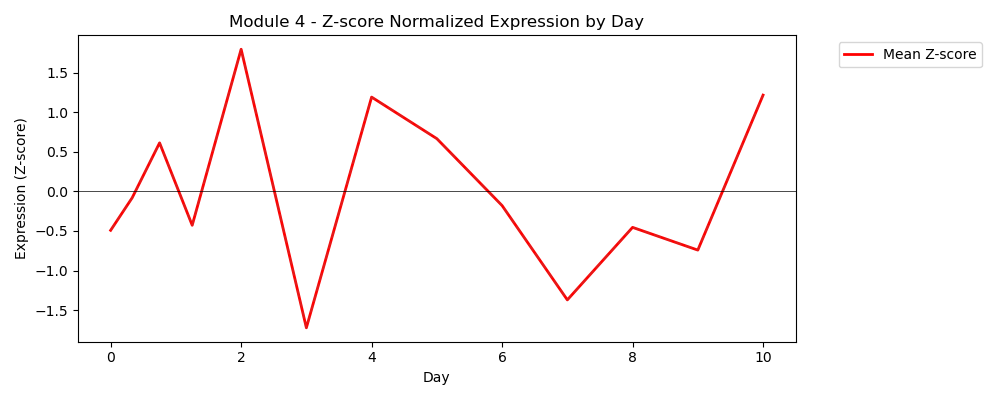 Module 4 - Z-score Normalized Expression by Day
Mean Z-score
Expression (Z-score)
1.5
1.0
0.5
0.0
−0.5
−1.0
−1.5
0 2 4 6 8 10
Day